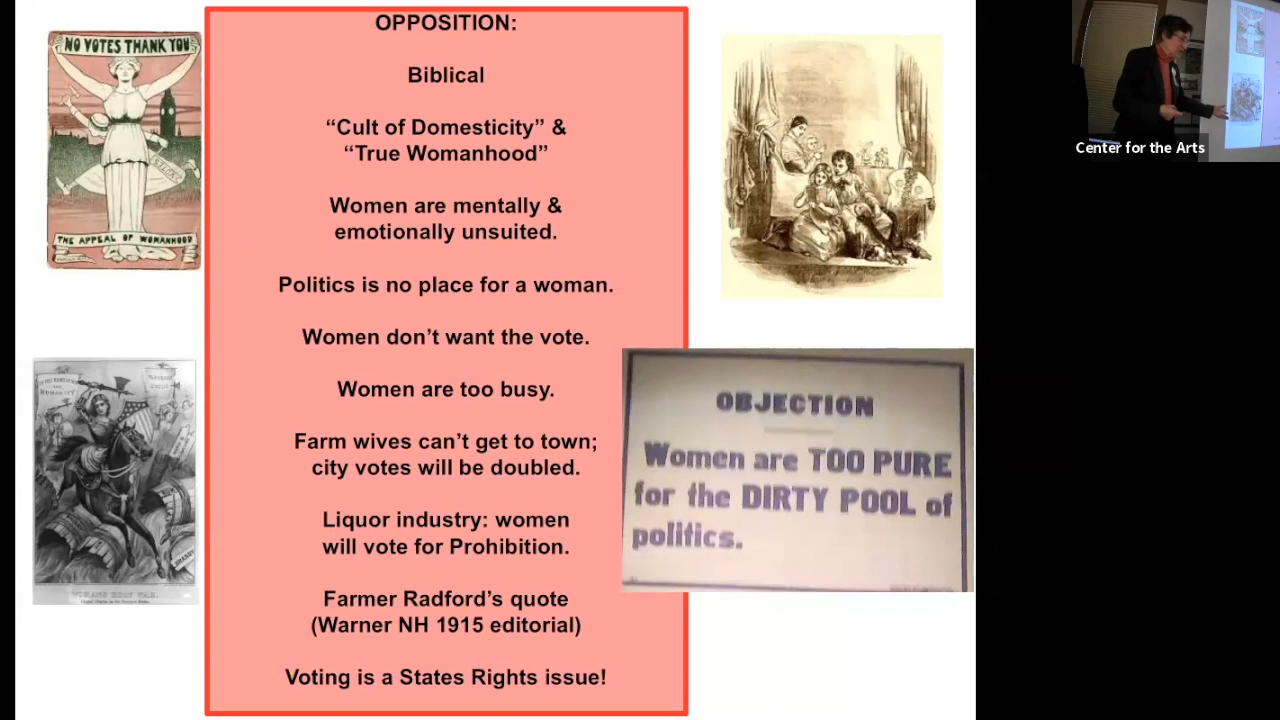 NO VOTES THANK YOU
THE APPEAL OF WOMANHOOD
OPPOSITION:
Biblical
“Cult of Domesticity” &
“True Womanhood”
Women are mentally &
emotionally unsuited.
Politics is no place for a woman.
Women don’t want the vote.
Women are too busy.
Farm wives can’t get to town;
city votes will be doubled.
Liquor industry: women
will vote for Prohibition.
Farmer Radford’s quote
(Warner NH 1915 editorial)
Voting is a States Rights issue!
HUMANITY
WOMAN'S HOLY WAR.
OBJECTION
Women are TOO PURE
for the DIRTY POOL of
politics.
Center for the Arts